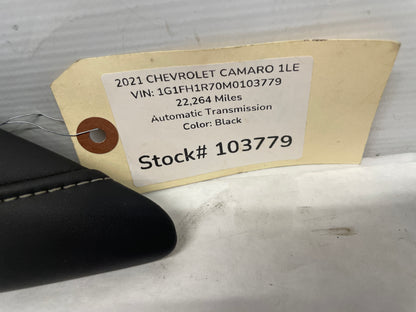 2021 CHEVROLET CAMARO 1LE
VIN: 1G1FH1R70M0103779
22,264 Miles
Automatic Transmission
Color: Black
Stock# 103779